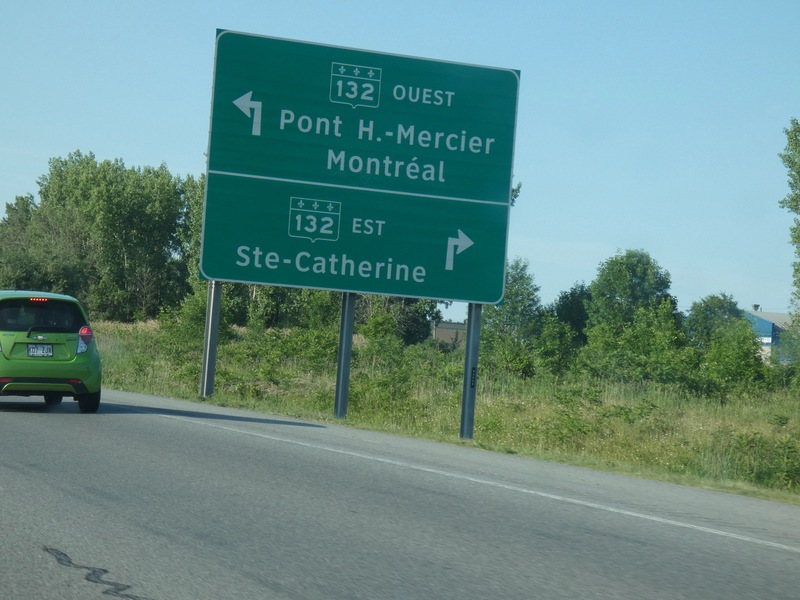 132 OUEST
Pont H.-Mercier
Montréal
132 EST
Ste-Catherine